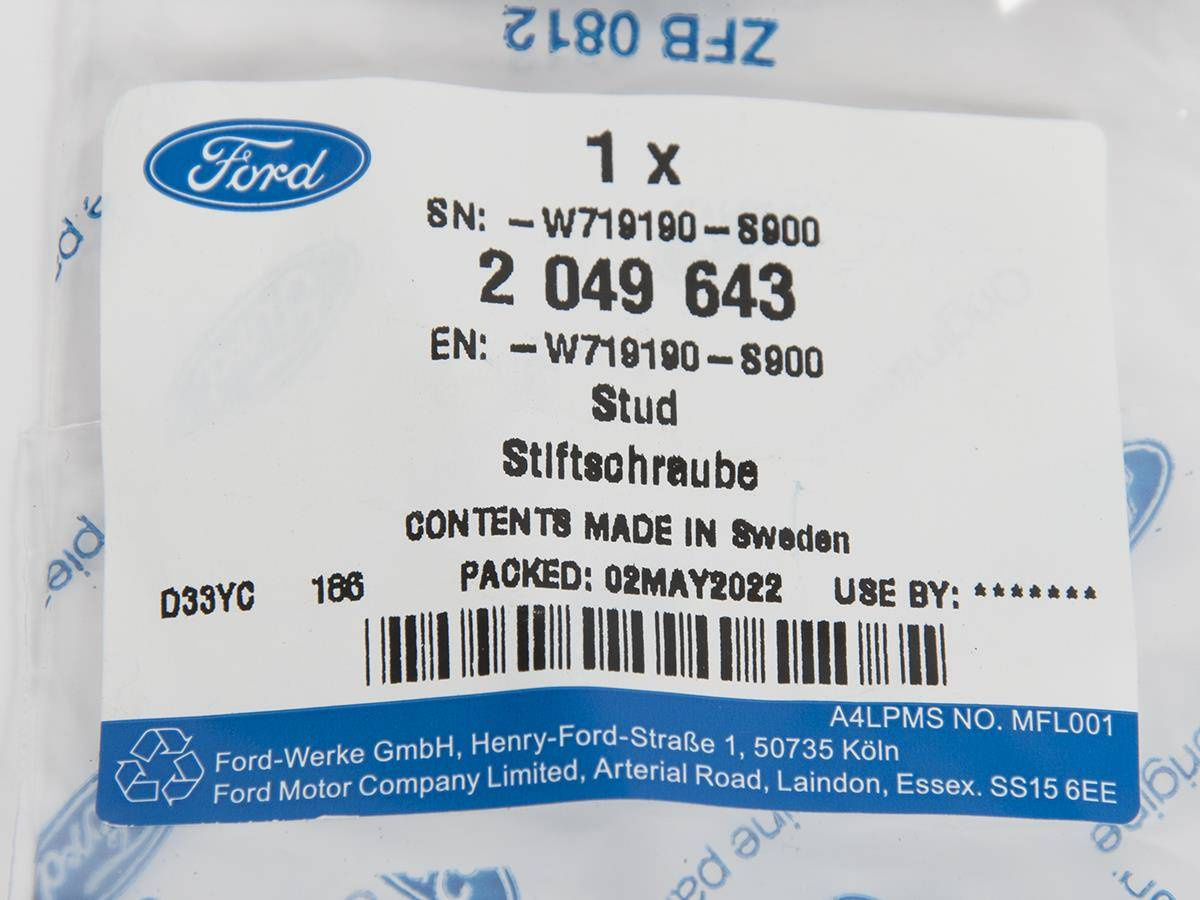 ZFB 0812
Ford
1 x
SN: -W719190-S900
2 049 643
EN: -W719190-S900
Stud
Stiftschraube
CONTENTS MADE IN Sweden
D33YC 186 PACKED: 02MAY2022 USE BY: *******
A4LPMS NO. MFL001
Ford-Werke GmbH, Henry-Ford-Straße 1, 50735 Köln
Ford Motor Company Limited, Arterial Road, Laindon, Essex. SS15 6EE